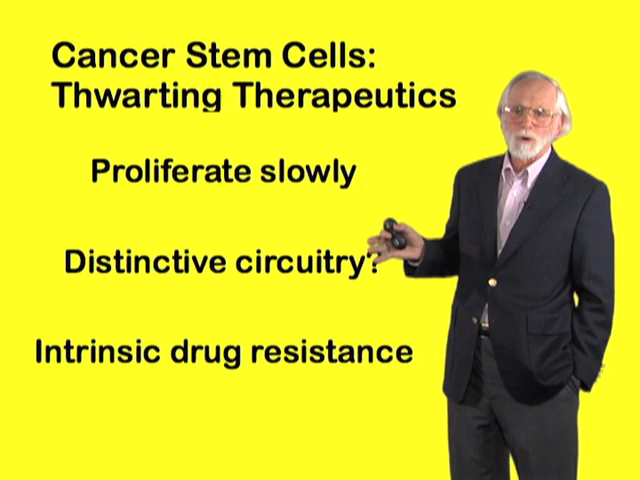 Cancer Stem Cells:
Thwarting Therapeutics
Proliferate slowly
Distinctive circuitry?
Intrinsic drug resistance